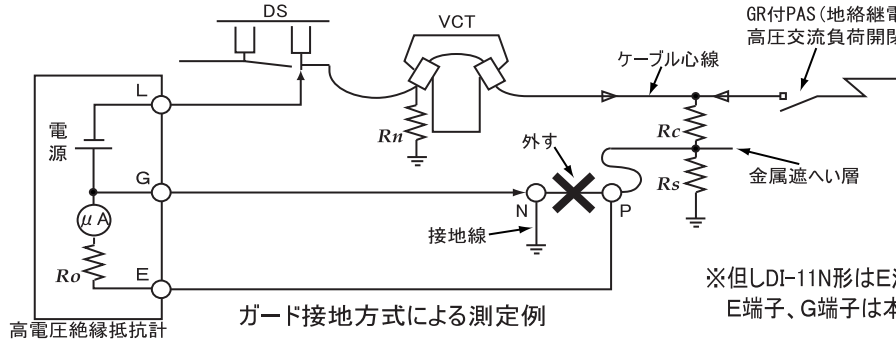 DS
VCT
GR付PAS(地絡継電
高圧交流負荷開閉
ケーブル心線
L
電源
Rn
Rc
外す
金属遮へい層
G
Rs
μA
N
P
接地線
Ro
E
※但しDI-11N形はE
E端子、G端子は本
ガード接地方式による測定例
高電圧絶縁抵抗計